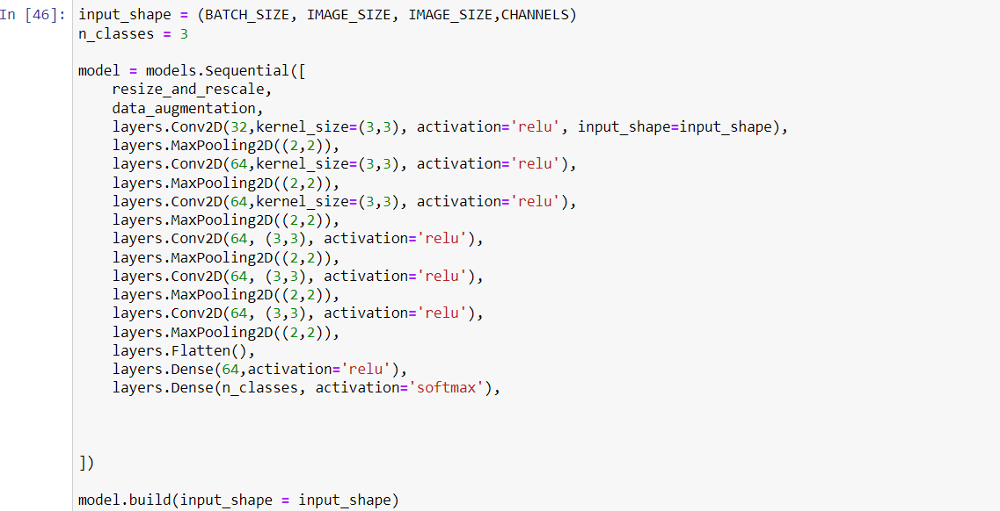 In [46]: input_shape = (BATCH_SIZE, IMAGE_SIZE, IMAGE_SIZE,CHANNELS)
n_classes = 3
model = models.Sequential([
    resize_and_rescale,
    data_augmentation,
    layers.Conv2D(32,kernel_size=(3,3), activation='relu', input_shape=input_shape),
    layers.MaxPooling2D((2,2)),
    layers.Conv2D(64,kernel_size=(3,3), activation='relu'),
    layers.MaxPooling2D((2,2)),
    layers.Conv2D(64,kernel_size=(3,3), activation='relu'),
    layers.MaxPooling2D((2,2)),
    layers.Conv2D(64, (3,3), activation='relu'),
    layers.MaxPooling2D((2,2)),
    layers.Conv2D(64, (3,3), activation='relu'),
    layers.MaxPooling2D((2,2)),
    layers.Conv2D(64, (3,3), activation='relu'),
    layers.MaxPooling2D((2,2)),
    layers.Flatten(),
    layers.Dense(64,activation='relu'),
    layers.Dense(n_classes, activation='softmax'),
])
model.build(input_shape = input_shape)